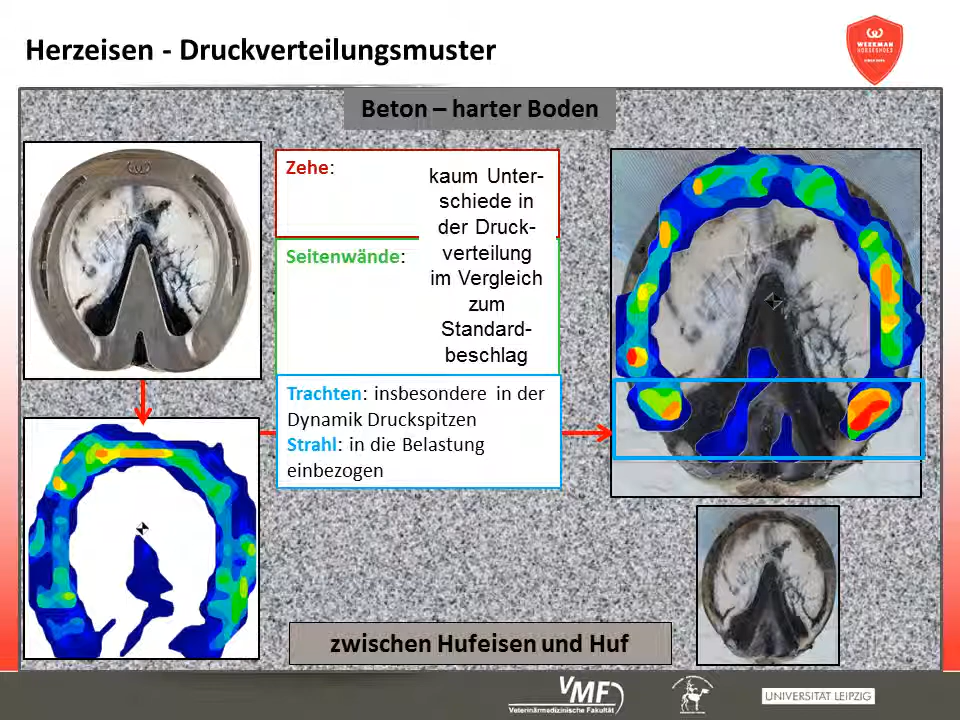 Herzeisen - Druckverteilungsmuster
WERKMAN
HORSESHOES
Beton – harter Boden
Zehe:
kaum Unter-
schiede in
der Druck-
verteilung
im Vergleich
zum
Standard-
beschlag
Seitenwände:
Trachten: insbesondere in der
Dynamik Druckspitzen
Strahl: in die Belastung
einbezogen
zwischen Hufeisen und Huf
VMF
Veterinärmedizinische Fakultät
UNIVERSITÄT LEIPZIG